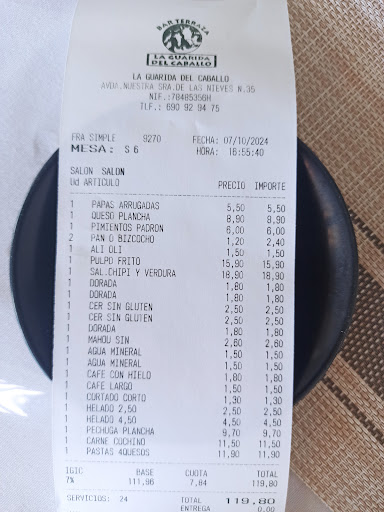 BAR TERRAZA
LA GUARIDA
DEL CABALLO
LA GUARIDA DEL CABALLO
AVDA.NUESTRA SRA.DE LAS NIEVES N.35
NIF.:78485356H
TLF.: 690 92 94 75
FRA SIMPLE 9270 FECHA: 07/10/2024
MESA: S 6 HORA: 16:55:40
SALON SALON
Ud ARTICULO PRECIO IMPORTE
1 PAPAS ARRUGADAS 5,50 5,50
1 QUESO PLANCHA 8,90 8,90
1 PIMIENTOS PADRON 6,00 6,00
2 PAN O BIZCOCHO 1,20 2,40
1 ALI OLI 1,50 1,50
1 PULPO FRITO 15,90 15,90
1 SAL.CHIPI Y VERDURA 18,90 18,90
1 DORADA 1,80 1,80
1 DORADA 1,80 1,80
1 CER SIN GLUTEN 2,50 2,50
1 CER SIN GLUTEN 2,50 2,50
1 DORADA 1,80 1,80
1 MAHOU SIN 2,60 2,60
1 AGUA MINERAL 1,50 1,50
1 AGUA MINERAL 1,50 1,50
1 CAFE CON HIELO 1,80 1,80
1 CAFE LARGO 1,50 1,50
1 CORTADO CORTO 1,30 1,30
1 HELADO 2,50 2,50 2,50
1 HELADO 4,50 4,50 4,50
1 PECHUGA PLANCHA 9,70 9,70
1 CARNE COCHINO 11,50 11,50
1 PASTAS 4QUESOS 11,90 11,90
IGIC BASE CUOTA TOTAL
7% 111,96 7,84 119,80
SERVICIOS: 24 TOTAL 119,80
ENTREGA 0,00